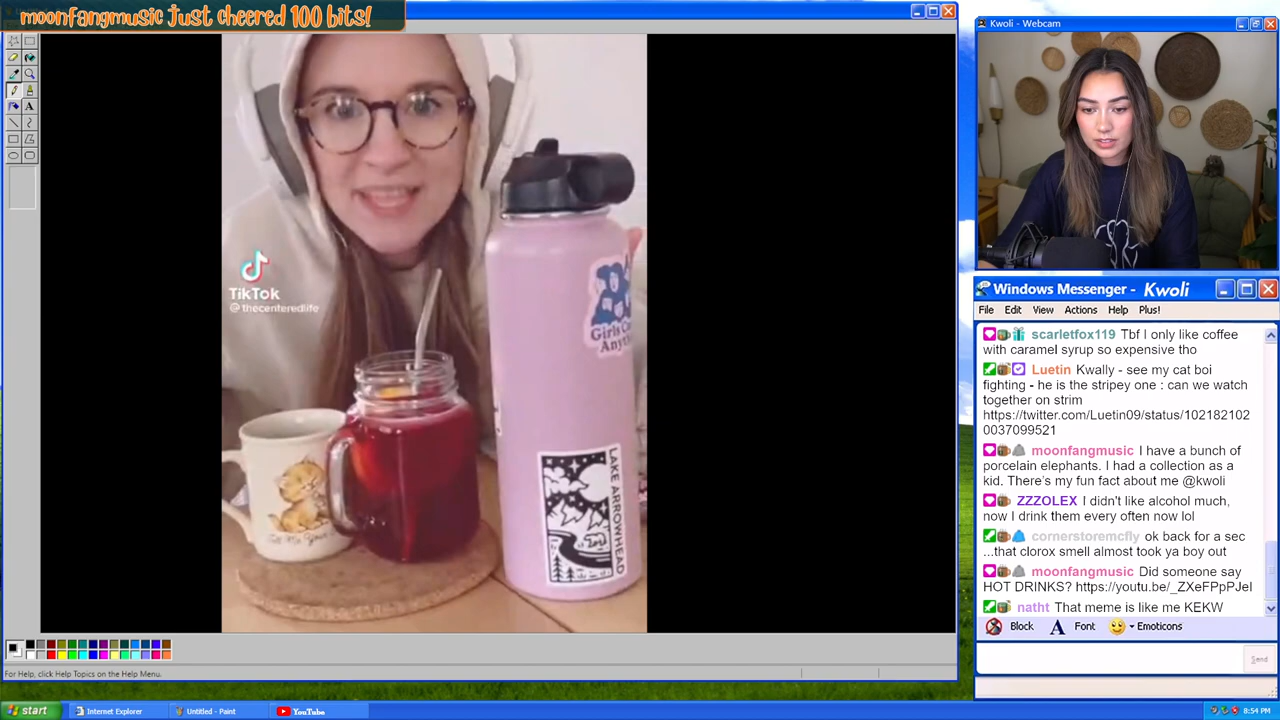 moonfangmusic just cheered 100 bits!
TikTok
@thecenteredlife
Girls
LAKE ARROWHEAD
For Help, click Help Topics on the Help Menu.
start
Internet Explorer
Untitled - Paint
YouTube
8:54 PM
Kwoli - Webcam
Windows Messenger - Kwoli
File Edit View Actions Help Plus!
scarletfox119 Tbf I only like coffee
with caramel syrup so expensive tho
Luetin Kwally - see my cat boi
fighting - he is the stripey one : can we watch
together on strim
https://twitter.com/Luetin09/status/102182102
0037099521
moonfangmusic I have a bunch of
porcelain elephants. I had a collection as a
kid. There's my fun fact about me @kwoli
ZZZOLEX I didn't like alcohol much,
now I drink them every often now lol
cornerstoremcfly ok back for a sec
...that clorox smell almost took ya boy out
moonfangmusic Did someone say
HOT DRINKS? https://youtu.be/_ZXeFPpPJeI
natht That meme is like me KEKW
Block A Font Emoticons
Send